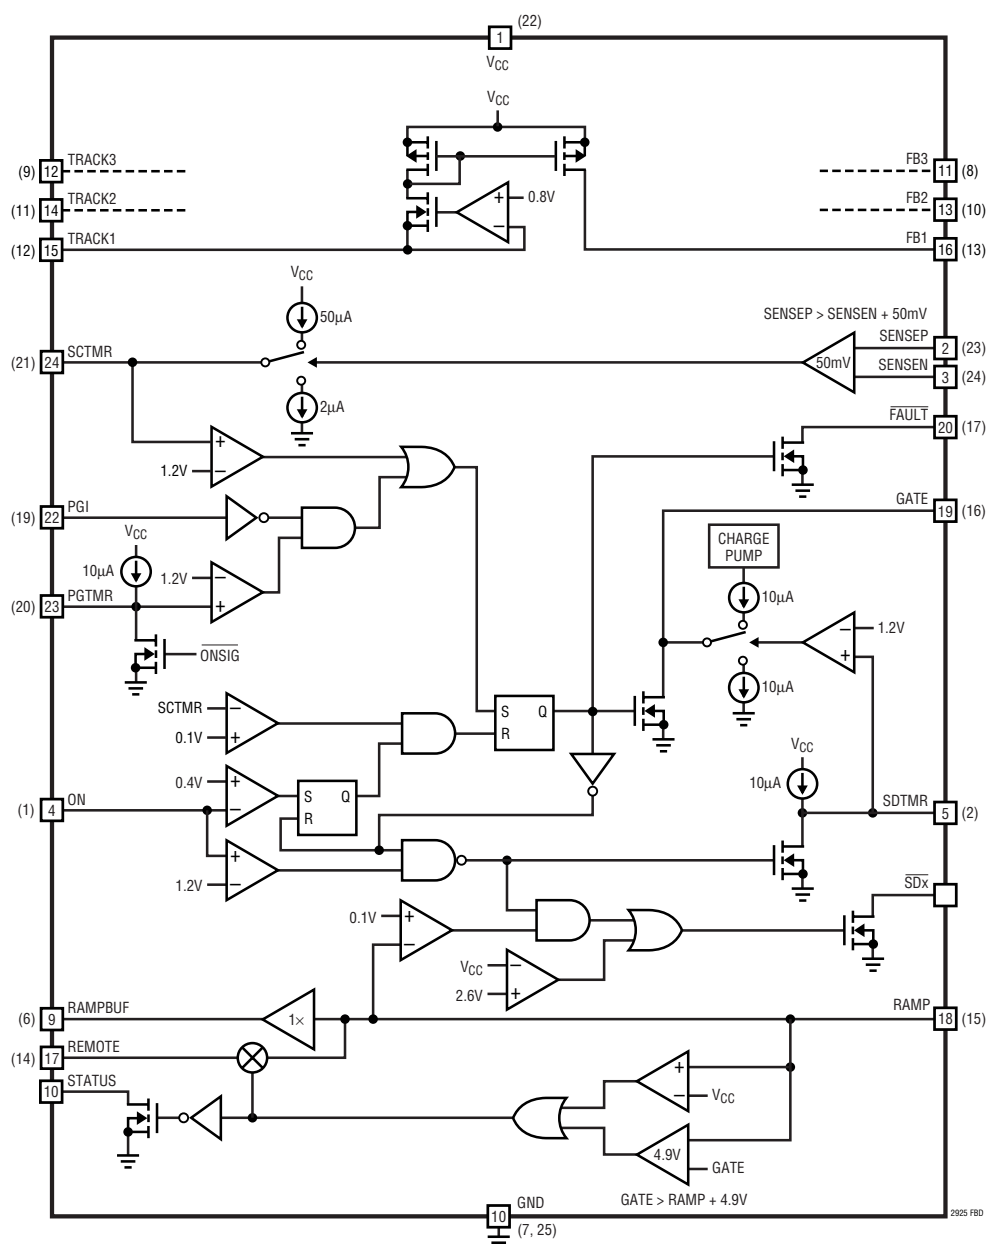 (22)
1
VCC
VCC
(9) 12 TRACK3
FB3 11 (8)
(11) 14 TRACK2
FB2 13 (10)
0.8V
+
−
(12) 15 TRACK1
FB1 16 (13)
VCC
50µA
SENSEP > SENSEN + 50mV
(21) 24 SCTMR
50mV
SENSEP 2 (23)
SENSEN 3 (24)
2µA
FAULT 20 (17)
+
1.2V −
(19) 22 PGI
GATE 19 (16)
VCC
CHARGE
PUMP
10µA
1.2V −
+
(20) 23 PGTMR
10µA
− 1.2V
+
ONSIG
10µA
SCTMR −
0.1V +
S Q
R
VCC
0.4V +
−
S Q
R
10µA
(1) 4 ON
SDTMR 5 (2)
+
1.2V −
SDx
0.1V +
−
VCC −
2.6V +
(6) 9 RAMPBUF
1×
RAMP 18 (15)
(14) 17 REMOTE
10 STATUS
+
− VCC
4.9V
GATE
GATE > RAMP + 4.9V
10 GND
(7, 25)
2925 FBD